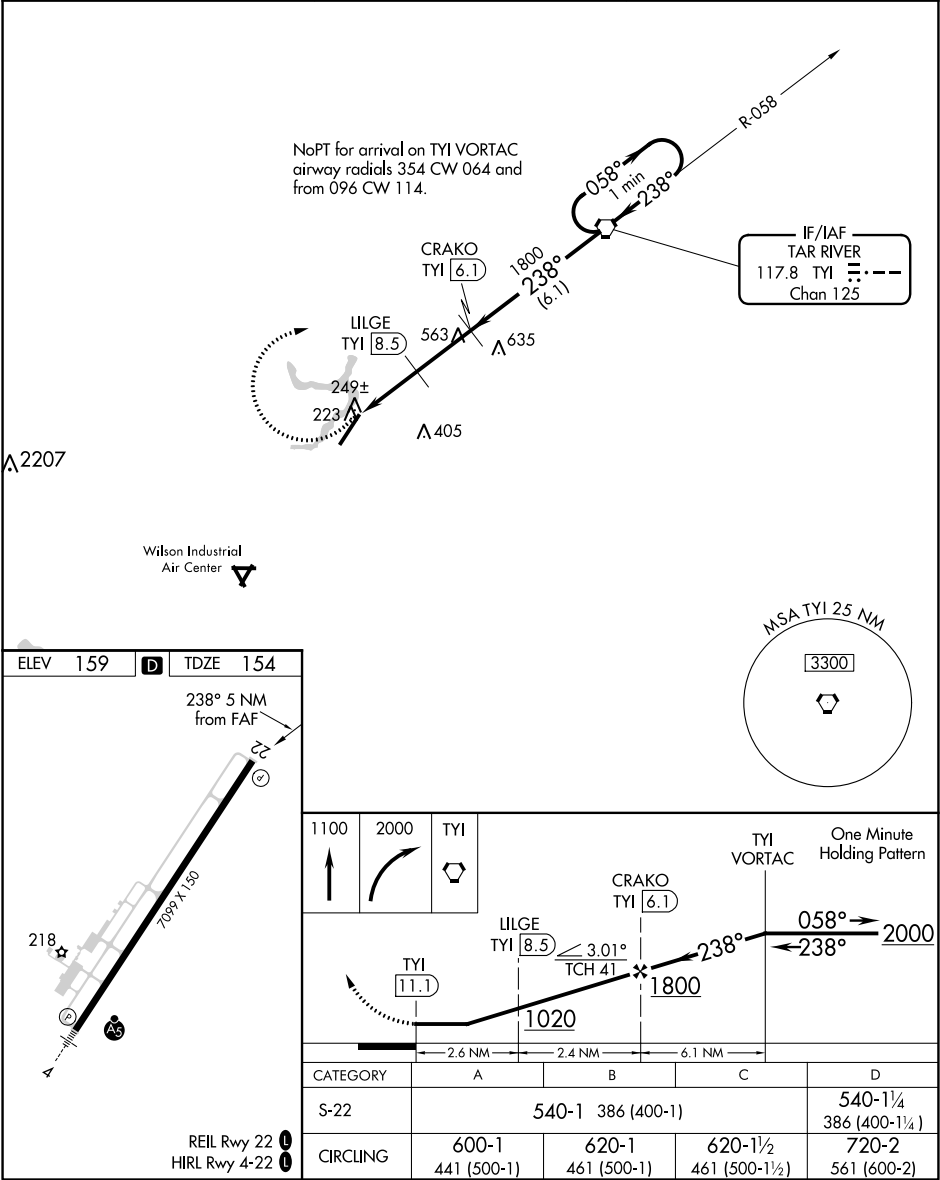 R-058
NoPT for arrival on TYI VORTAC
airway radials 354 CW 064 and
from 096 CW 114.
058°
1 min
238°
IF/IAF
TAR RIVER
117.8 TYI
Chan 125
CRAKO
TYI 6.1
1800
238°
(6.1)
LILGE
TYI 8.5
563
635
249±
223
405
2207
Wilson Industrial
Air Center
MSA TYI 25 NM
3300
ELEV 159 D TDZE 154
238° 5 NM
from FAF
22
P
7099 X 150
218
P
A5
4
REIL Rwy 22 L
HIRL Rwy 4-22 L
1100 2000 TYI
TYI
VORTAC
One Minute
Holding Pattern
CRAKO
TYI 6.1
LILGE
TYI 8.5
3.01°
TCH 41
238°
058°
238°
2000
TYI
11.1
1800
1020
2.6 NM 2.4 NM 6.1 NM
CATEGORY A B C D
S-22 540-1 386 (400-1) 540-1¼
386 (400-1¼)
CIRCLING 600-1 620-1 620-1½ 720-2
441 (500-1) 461 (500-1) 461 (500-1½) 561 (600-2)